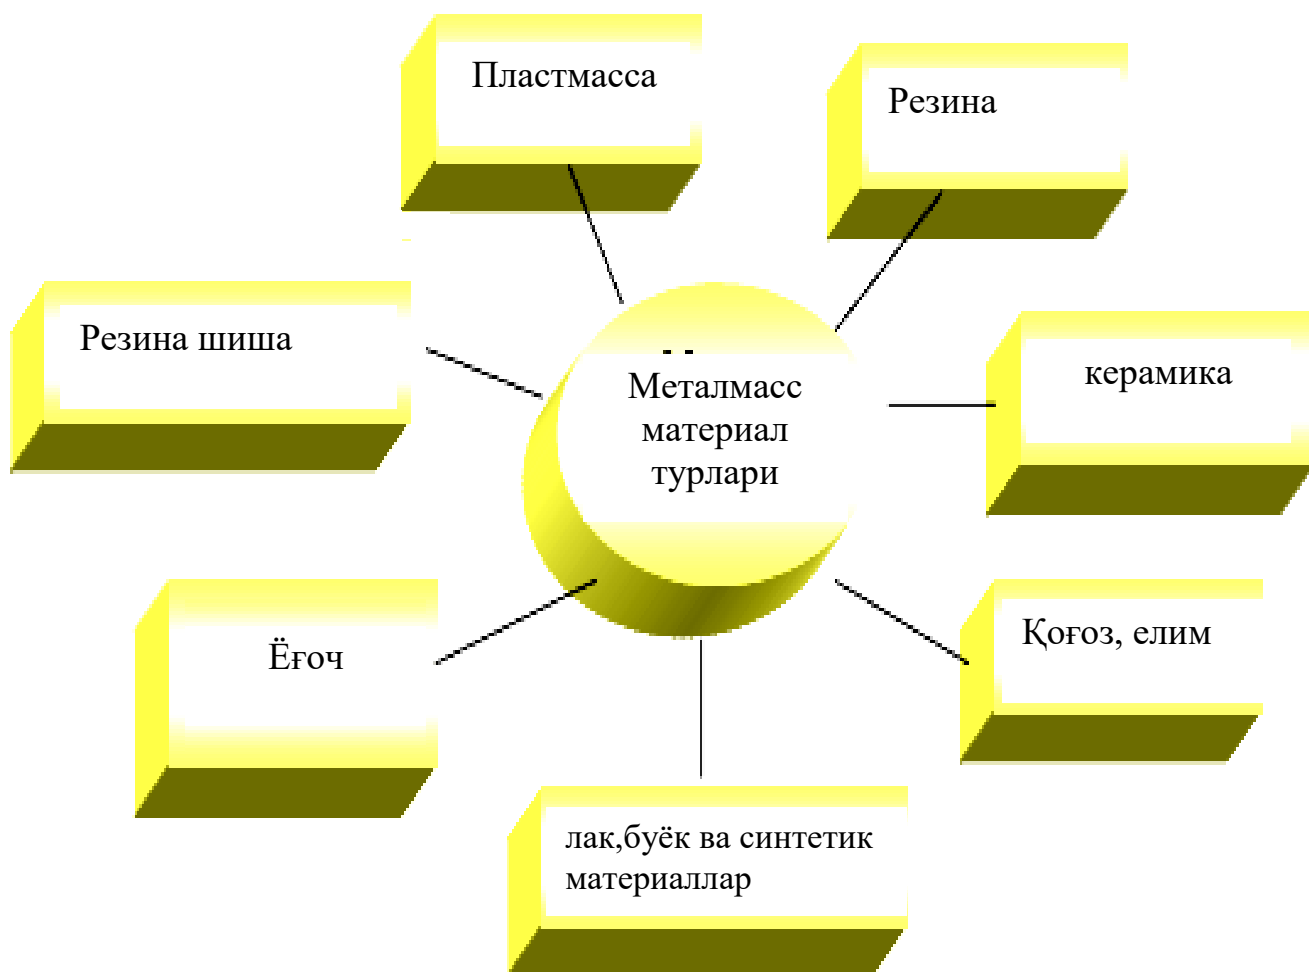 Пластмасса
Резина
Резина шиша
керамика
Металмасс
материал
турлари
Ёғоч
Қоғоз, елим
лак,буёк ва синтетик
материаллар